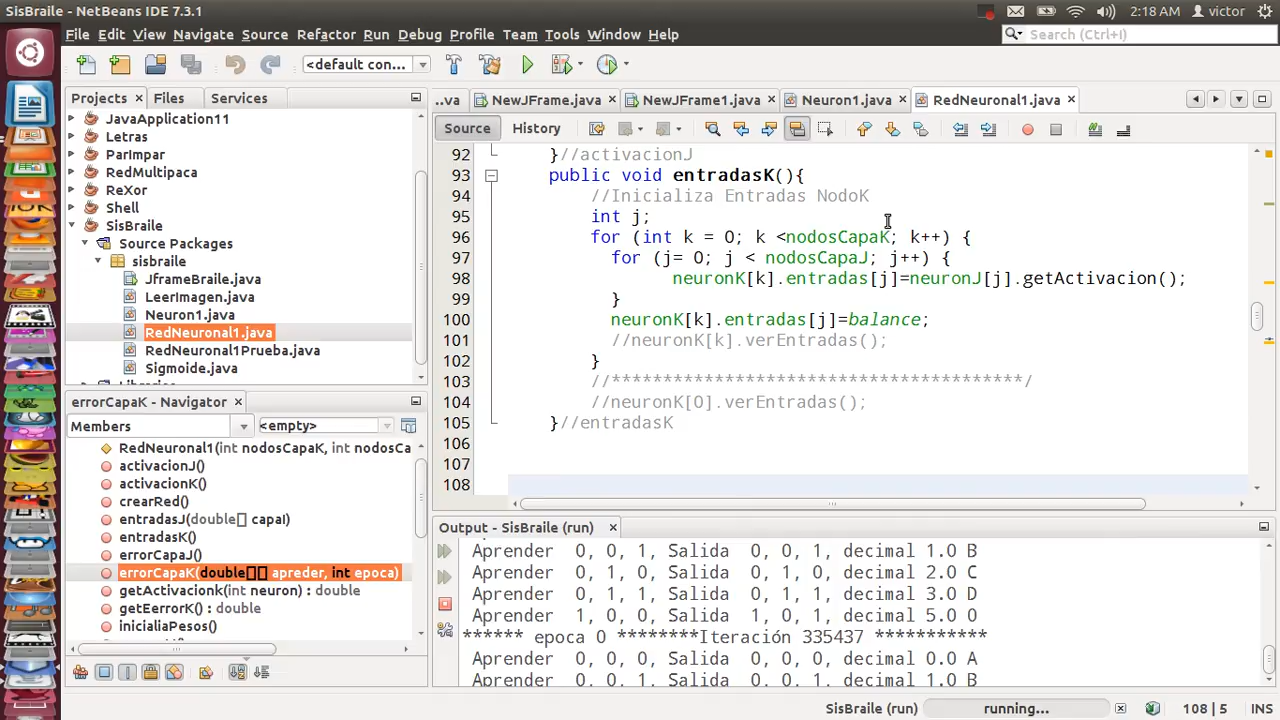 SisBraile - NetBeans IDE 7.3.1
2:18 AM
victor
File Edit View Navigate Source Refactor Run Debug Profile Team Tools Window Help
Search (Ctrl+I)
<default con...
Projects × Files Services
..va NewJFrame.java × NewJFrame1.java × Neuron1.java × RedNeuronal1.java ×
Source History
JavaApplication11
Letras
ParImpar
RedMultipaca
ReXor
Shell
SisBraile
Source Packages
sisbraile
JframeBraile.java
LeerImagen.java
Neuron1.java
RedNeuronal1.java
RedNeuronal1Prueba.java
Sigmoide.java
92 }//activacionJ
93 public void entradasK(){
94 //Inicializa Entradas NodoK
95 int j;
96 for (int k = 0; k <nodosCapaK; k++) {
97 for (j= 0; j < nodosCapaJ; j++) {
98 neuronK[k].entradas[j]=neuronJ[j].getActivacion();
99 }
100 neuronK[k].entradas[j]=balance;
101 //neuronK[k].verEntradas();
102 }
103 //****************************************/
104 //neuronK[0].verEntradas();
105 }//entradasK
106
107
108
errorCapaK - Navigator ×
Members <empty>
RedNeuronal1(int nodosCapaK, int nodosCa
activacionJ()
activacionK()
crearRed()
entradasJ(double[] capaI)
entradasK()
errorCapaJ()
errorCapaK(double[][] apreder, int epoca)
getActivacionk(int neuron) : double
getEerrorK() : double
inicialiaPesos()
Output - SisBraile (run) ×
Aprender 0, 0, 1, Salida 0, 0, 1, decimal 1.0 B
Aprender 0, 1, 0, Salida 0, 1, 0, decimal 2.0 C
Aprender 0, 1, 1, Salida 0, 1, 1, decimal 3.0 D
Aprender 1, 0, 1, Salida 1, 0, 1, decimal 5.0 O
****** epoca 0 ********Iteración 335437 ***********
Aprender 0, 0, 0, Salida 0, 0, 0, decimal 0.0 A
Aprender 0, 0, 1, Salida 0, 0, 1, decimal 1.0 B
SisBraile (run) running... 108 | 5 INS